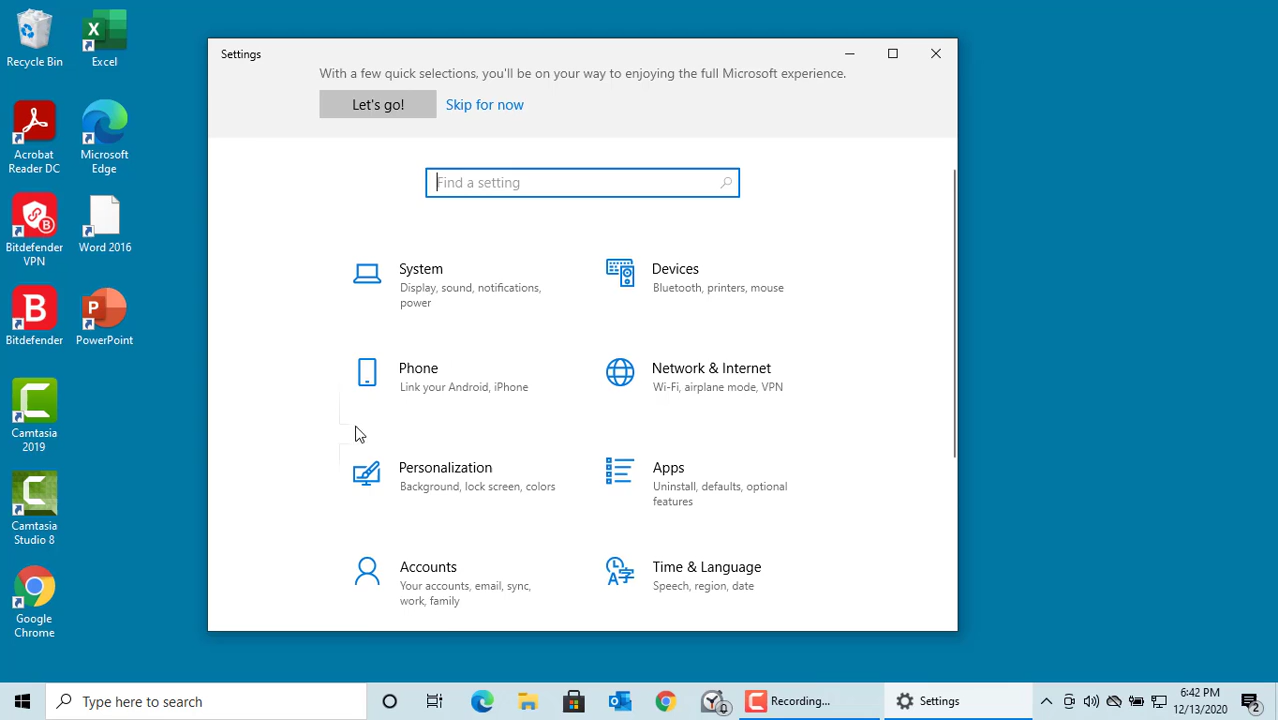 Recycle Bin
Excel
Acrobat
Reader DC
Microsoft
Edge
Bitdefender
VPN
Word 2016
Bitdefender
PowerPoint
Camtasia
2019
Camtasia
Studio 8
Google
Chrome
Settings
With a few quick selections, you'll be on your way to enjoying the full Microsoft experience.
Let's go!
Skip for now
Find a setting
System
Display, sound, notifications,
power
Devices
Bluetooth, printers, mouse
Phone
Link your Android, iPhone
Network & Internet
Wi-Fi, airplane mode, VPN
Personalization
Background, lock screen, colors
Apps
Uninstall, defaults, optional
features
Accounts
Your accounts, email, sync,
work, family
Time & Language
Speech, region, date
Type here to search
Recording...
Settings
6:42 PM
12/13/2020
2